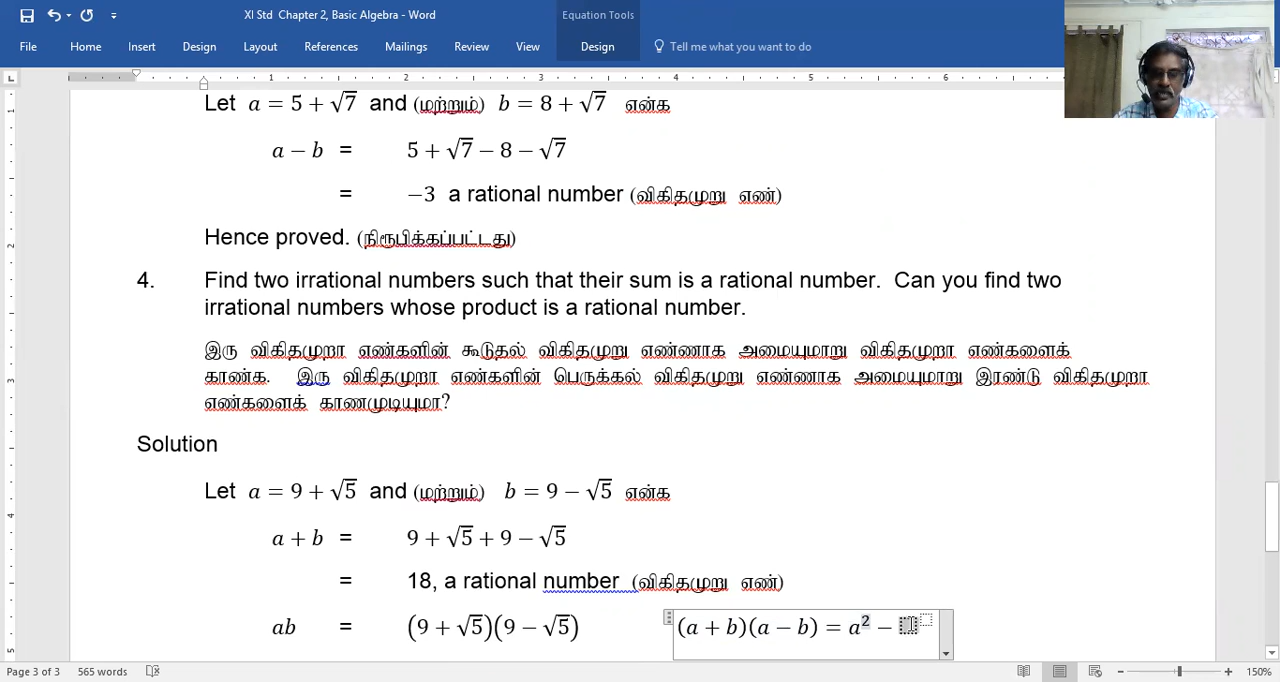 XI Std Chapter 2, Basic Algebra - Word
Equation Tools
File Home Insert Design Layout References Mailings Review View Design Tell me what you want to do
1 2 3 4 5 6
Let a = 5 + √7 and (மற்றும்) b = 8 + √7 என்க
a − b = 5 + √7 − 8 − √7
= −3 a rational number (விகிதமுறு எண்)
Hence proved. (நிரூபிக்கப்பட்டது)
4. Find two irrational numbers such that their sum is a rational number. Can you find two
irrational numbers whose product is a rational number.
இரு விகிதமுறா எண்களின் கூடுதல் விகிதமுறு எண்ணாக அமையுமாறு விகிதமுறா எண்களைக்
காண்க. இரு விகிதமுறா எண்களின் பெருக்கல் விகிதமுறு எண்ணாக அமையுமாறு இரண்டு விகிதமுறா
எண்களைக் காணமுடியுமா?
Solution
Let a = 9 + √5 and (மற்றும்) b = 9 − √5 என்க
a + b = 9 + √5 + 9 − √5
= 18, a rational number (விகிதமுறு எண்)
ab = (9 + √5)(9 − √5) (a + b)(a − b) = a² −
Page 3 of 3 565 words 150%